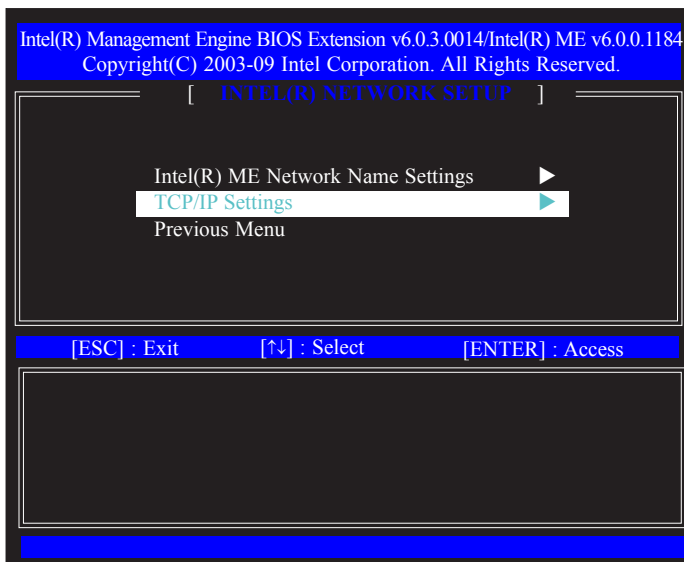 Intel(R) Management Engine BIOS Extension v6.0.3.0014/Intel(R) ME v6.0.0.1184
Copyright(C) 2003-09 Intel Corporation. All Rights Reserved.
[ INTEL(R) NETWORK SETUP ]
Intel(R) ME Network Name Settings ▶
TCP/IP Settings ▶
Previous Menu
[ESC] : Exit [↑↓] : Select [ENTER] : Access